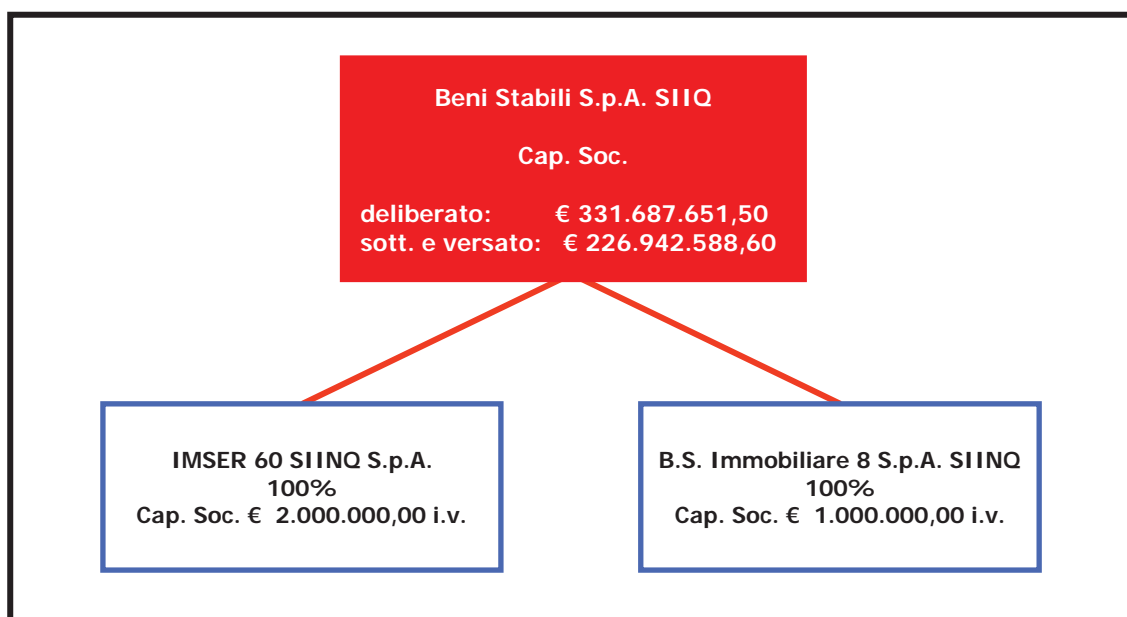 Beni Stabili S.p.A. SIIQ
Cap. Soc.
deliberato: € 331.687.651,50
sott. e versato: € 226.942.588,60
IMSER 60 SIINQ S.p.A.
100%
Cap. Soc. € 2.000.000,00 i.v.
B.S. Immobiliare 8 S.p.A. SIINQ
100%
Cap. Soc. € 1.000.000,00 i.v.